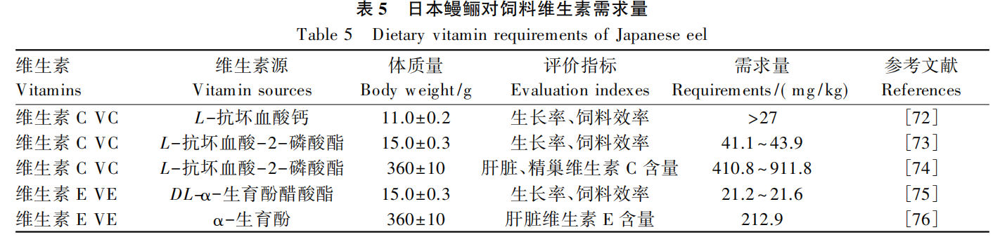 表 5 日本鳗鲡对饲料维生素需求量
Table 5 Dietary vitamin requirements of Japanese eel
维生素 维生素源 体质量 评价指标 需求量 参考文献
Vitamins Vitamin sources Body weight/g Evaluation indexes Requirements/(mg/kg) References
维生素 C VC L-抗坏血酸钙 11.0±0.2 生长率、饲料效率 >27 [72]
维生素 C VC L-抗坏血酸-2-磷酸酯 15.0±0.3 生长率、饲料效率 41.1~43.9 [73]
维生素 C VC L-抗坏血酸-2-磷酸酯 360±10 肝脏、精巢维生素 C 含量 410.8~911.8 [74]
维生素 E VE DL-α-生育酚醋酸酯 15.0±0.3 生长率、饲料效率 21.2~21.6 [75]
维生素 E VE α-生育酚 360±10 肝脏维生素 E 含量 212.9 [76]